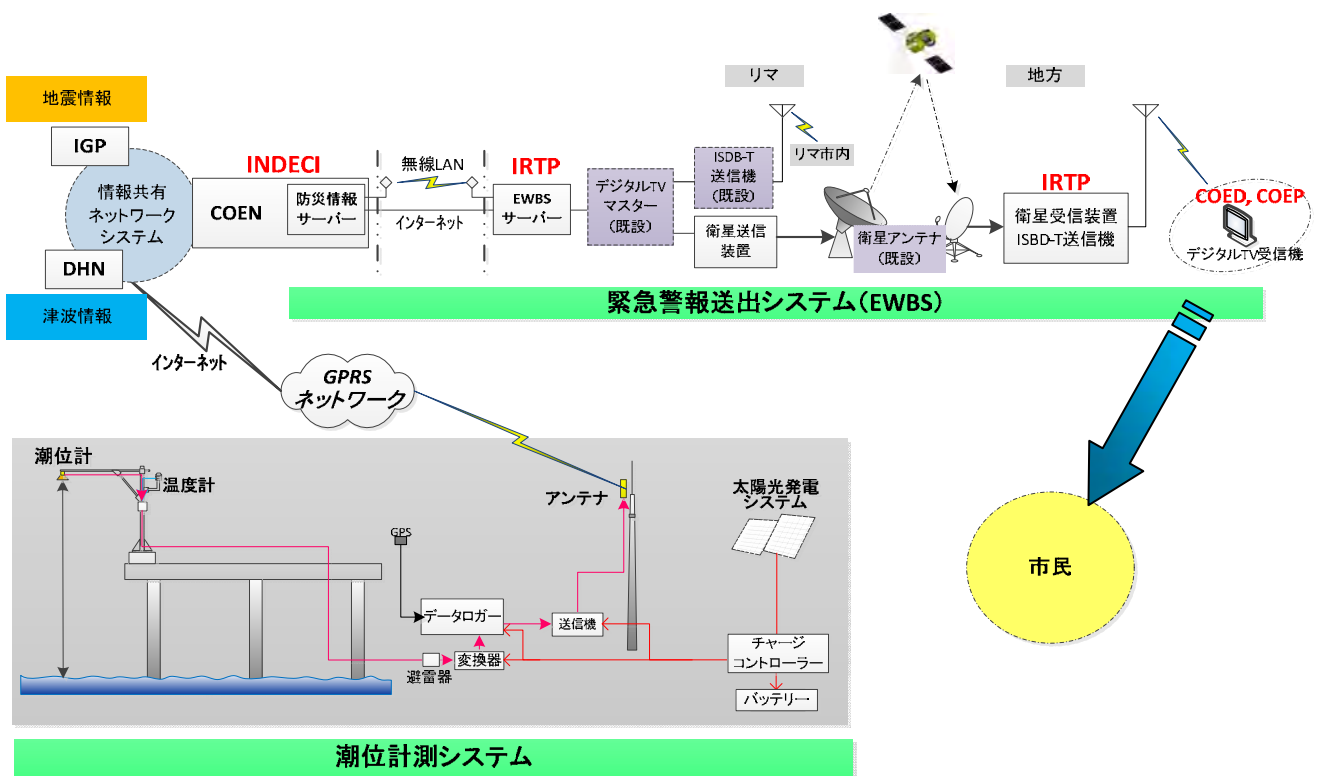 リマ
地方
地震情報
IGP
情報共有
ネットワーク
システム
DHN
津波情報
INDECI
COEN
防災情報
サーバー
無線LAN
インターネット
IRTP
EWBS
サーバー
デジタルTV
マスター
(既設)
ISDB-T
送信機
(既設)
リマ市内
衛星送信
装置
衛星アンテナ
(既設)
IRTP
衛星受信装置
ISBD-T送信機
COED, COEP
デジタルTV受信機
緊急警報送出システム(EWBS)
インターネット
GPRS
ネットワーク
潮位計
温度計
アンテナ
太陽光発電
システム
GPS
データロガー
送信機
避雷器
変換器
チャージ
コントローラー
バッテリー
市民
潮位計測システム